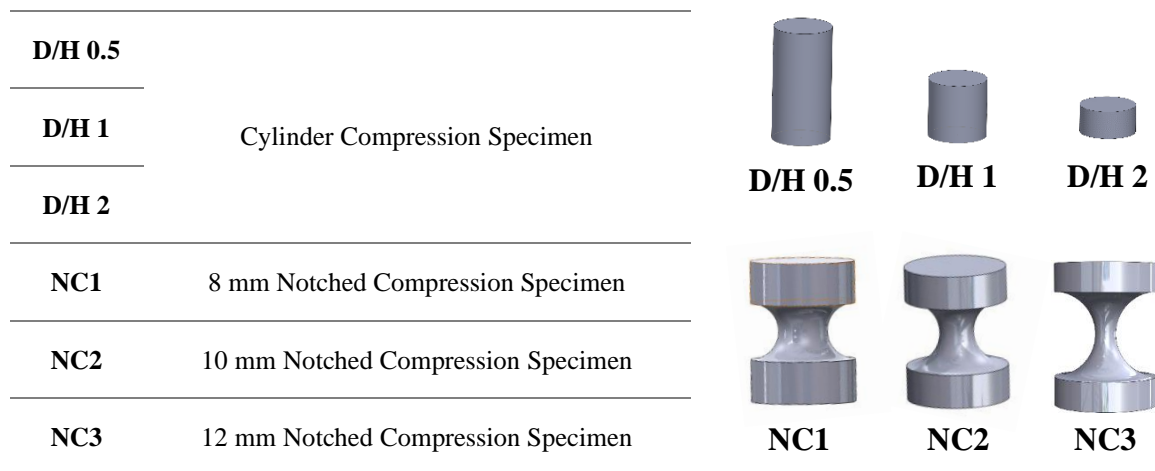 D/H 0.5
D/H 1
Cylinder Compression Specimen
D/H 2
D/H 0.5
D/H 1
D/H 2
NC1
8 mm Notched Compression Specimen
NC2
10 mm Notched Compression Specimen
NC3
12 mm Notched Compression Specimen
NC1
NC2
NC3